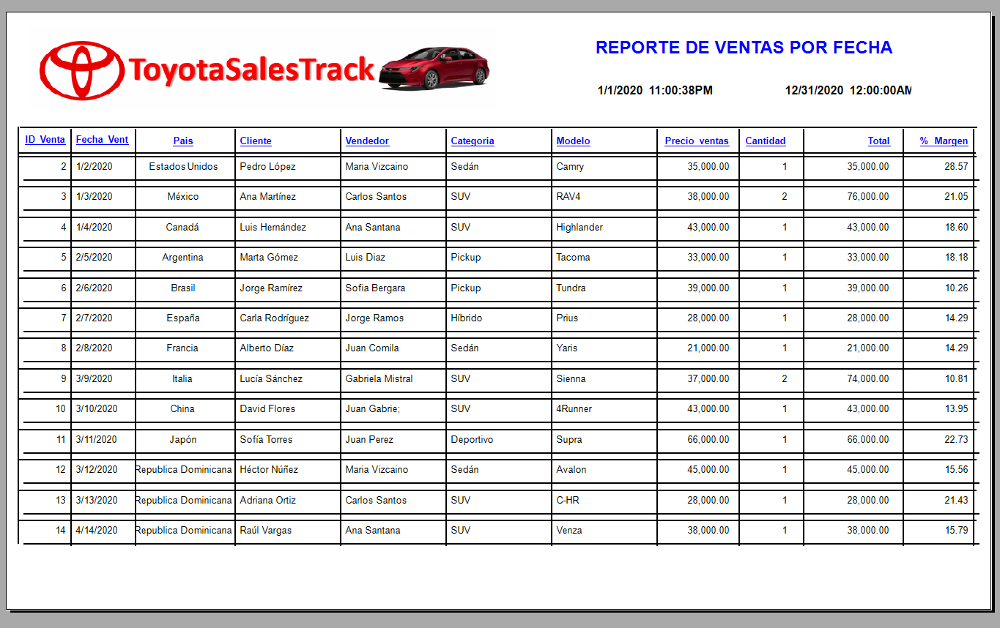 REPORTE DE VENTAS POR FECHA
ToyotaSalesTrack
1/1/2020 11:00:38PM 12/31/2020 12:00:00AM
ID Venta Fecha Vent Pais Cliente Vendedor Categoria Modelo Precio ventas Cantidad Total % Margen
2 1/2/2020 Estados Unidos Pedro López Maria Vizcaino Sedán Camry 35,000.00 1 35,000.00 28.57
3 1/3/2020 México Ana Martínez Carlos Santos SUV RAV4 38,000.00 2 76,000.00 21.05
4 1/4/2020 Canadá Luis Hernández Ana Santana SUV Highlander 43,000.00 1 43,000.00 18.60
5 2/5/2020 Argentina Marta Gómez Luis Diaz Pickup Tacoma 33,000.00 1 33,000.00 18.18
6 2/6/2020 Brasil Jorge Ramírez Sofia Bergara Pickup Tundra 39,000.00 1 39,000.00 10.26
7 2/7/2020 España Carla Rodríguez Jorge Ramos Híbrido Prius 28,000.00 1 28,000.00 14.29
8 2/8/2020 Francia Alberto Díaz Juan Comila Sedán Yaris 21,000.00 1 21,000.00 14.29
9 3/9/2020 Italia Lucía Sánchez Gabriela Mistral SUV Sienna 37,000.00 2 74,000.00 10.81
10 3/10/2020 China David Flores Juan Gabrie; SUV 4Runner 43,000.00 1 43,000.00 13.95
11 3/11/2020 Japón Sofía Torres Juan Perez Deportivo Supra 66,000.00 1 66,000.00 22.73
12 3/12/2020 Republica Dominicana Héctor Núñez Maria Vizcaino Sedán Avalon 45,000.00 1 45,000.00 15.56
13 3/13/2020 Republica Dominicana Adriana Ortiz Carlos Santos SUV C-HR 28,000.00 1 28,000.00 21.43
14 4/14/2020 Republica Dominicana Raúl Vargas Ana Santana SUV Venza 38,000.00 1 38,000.00 15.79